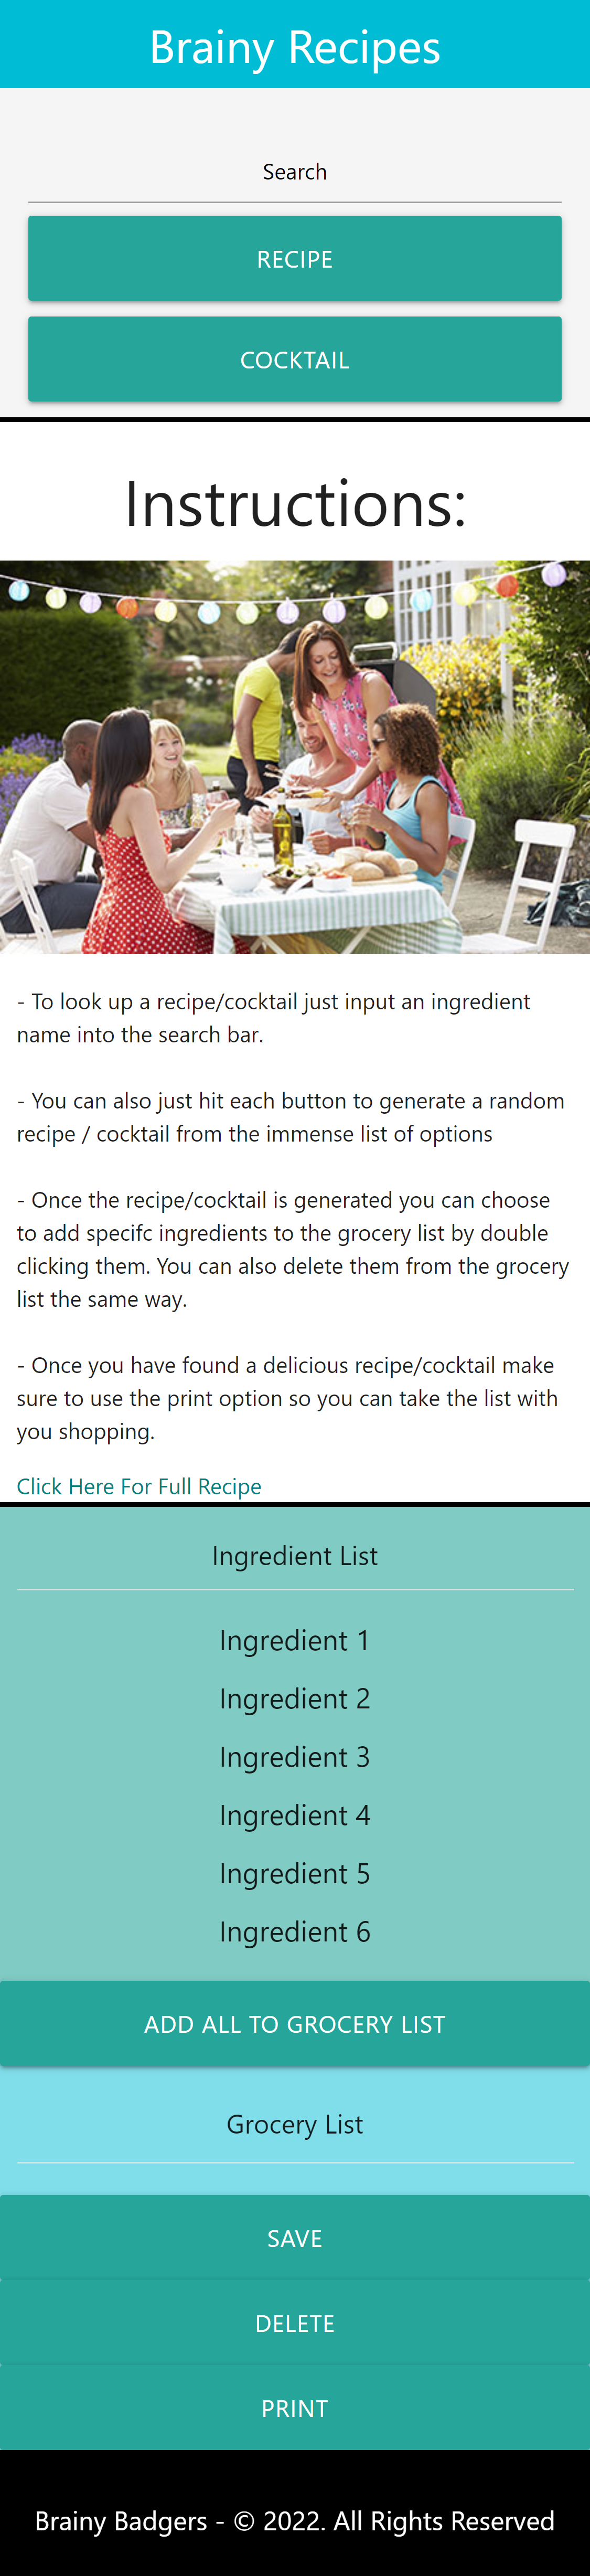 Brainy Recipes
Search
RECIPE
COCKTAIL
Instructions:
- To look up a recipe/cocktail just input an ingredient
name into the search bar.
- You can also just hit each button to generate a random
recipe / cocktail from the immense list of options
- Once the recipe/cocktail is generated you can choose
to add specifc ingredients to the grocery list by double
clicking them. You can also delete them from the grocery
list the same way.
- Once you have found a delicious recipe/cocktail make
sure to use the print option so you can take the list with
you shopping.
Click Here For Full Recipe
Ingredient List
Ingredient 1
Ingredient 2
Ingredient 3
Ingredient 4
Ingredient 5
Ingredient 6
ADD ALL TO GROCERY LIST
Grocery List
SAVE
DELETE
PRINT
Brainy Badgers - © 2022. All Rights Reserved